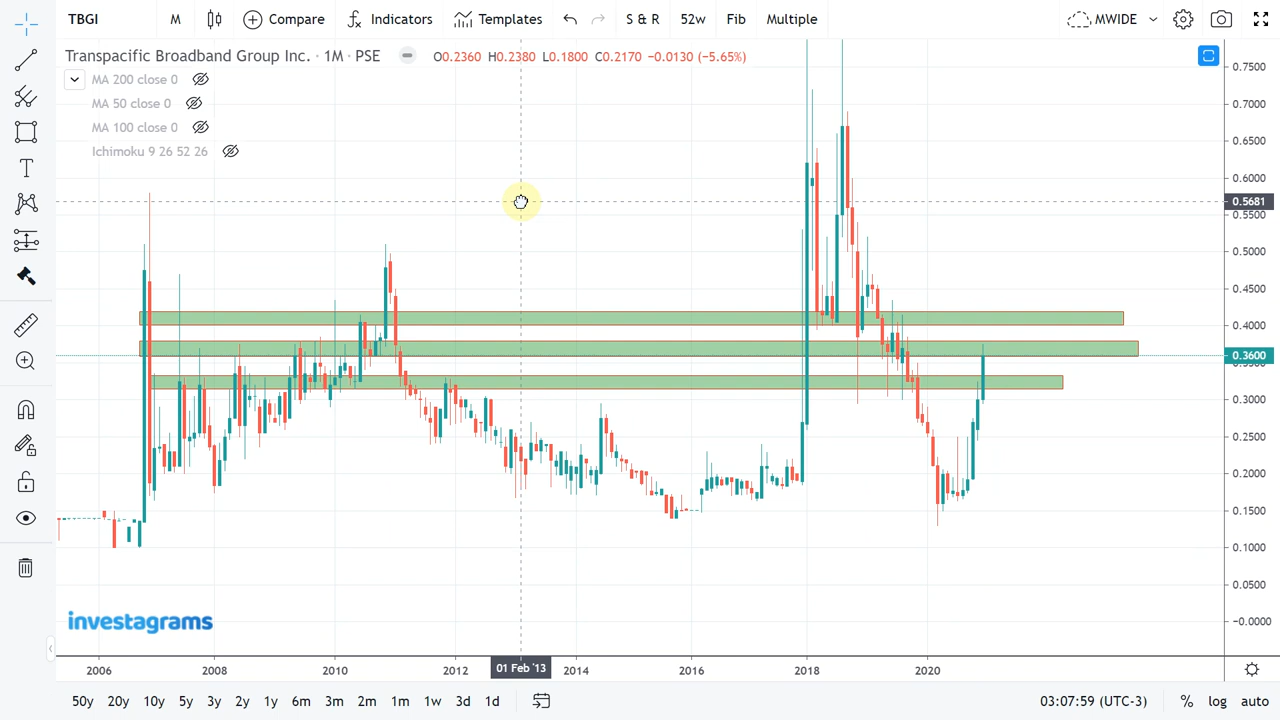 TBGI M Compare Indicators Templates S & R 52w Fib Multiple MWIDE
Transpacific Broadband Group Inc. · 1M · PSE O0.2360 H0.2380 L0.1800 C0.2170 −0.0130 (−5.65%)
MA 200 close 0
MA 50 close 0
MA 100 close 0
Ichimoku 9 26 52 26
0.7500
0.7000
0.6500
0.6000
0.5681
0.5500
0.5000
0.4500
0.4000
0.3600
0.3000
0.2500
0.2000
0.1500
0.1000
0.0500
−0.0000
investagrams
2006 2008 2010 2012 01 Feb '13 2014 2016 2018 2020
50y 20y 10y 5y 3y 2y 1y 6m 3m 2m 1m 1w 3d 1d 03:07:59 (UTC-3) % log auto